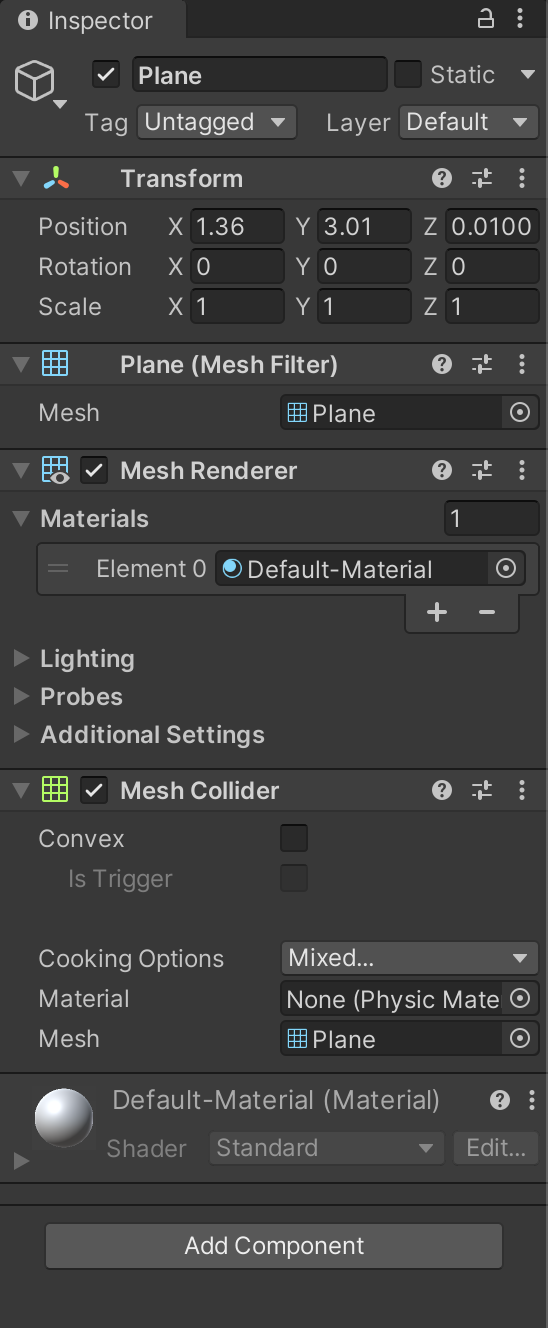 Inspector
Plane Static
Tag Untagged Layer Default
Transform
Position X 1.36 Y 3.01 Z 0.0100
Rotation X 0 Y 0 Z 0
Scale X 1 Y 1 Z 1
Plane (Mesh Filter)
Mesh Plane
Mesh Renderer
Materials 1
Element 0 Default-Material
Lighting
Probes
Additional Settings
Mesh Collider
Convex
Is Trigger
Cooking Options Mixed...
Material None (Physic Mate
Mesh Plane
Default-Material (Material)
Shader Standard Edit...
Add Component